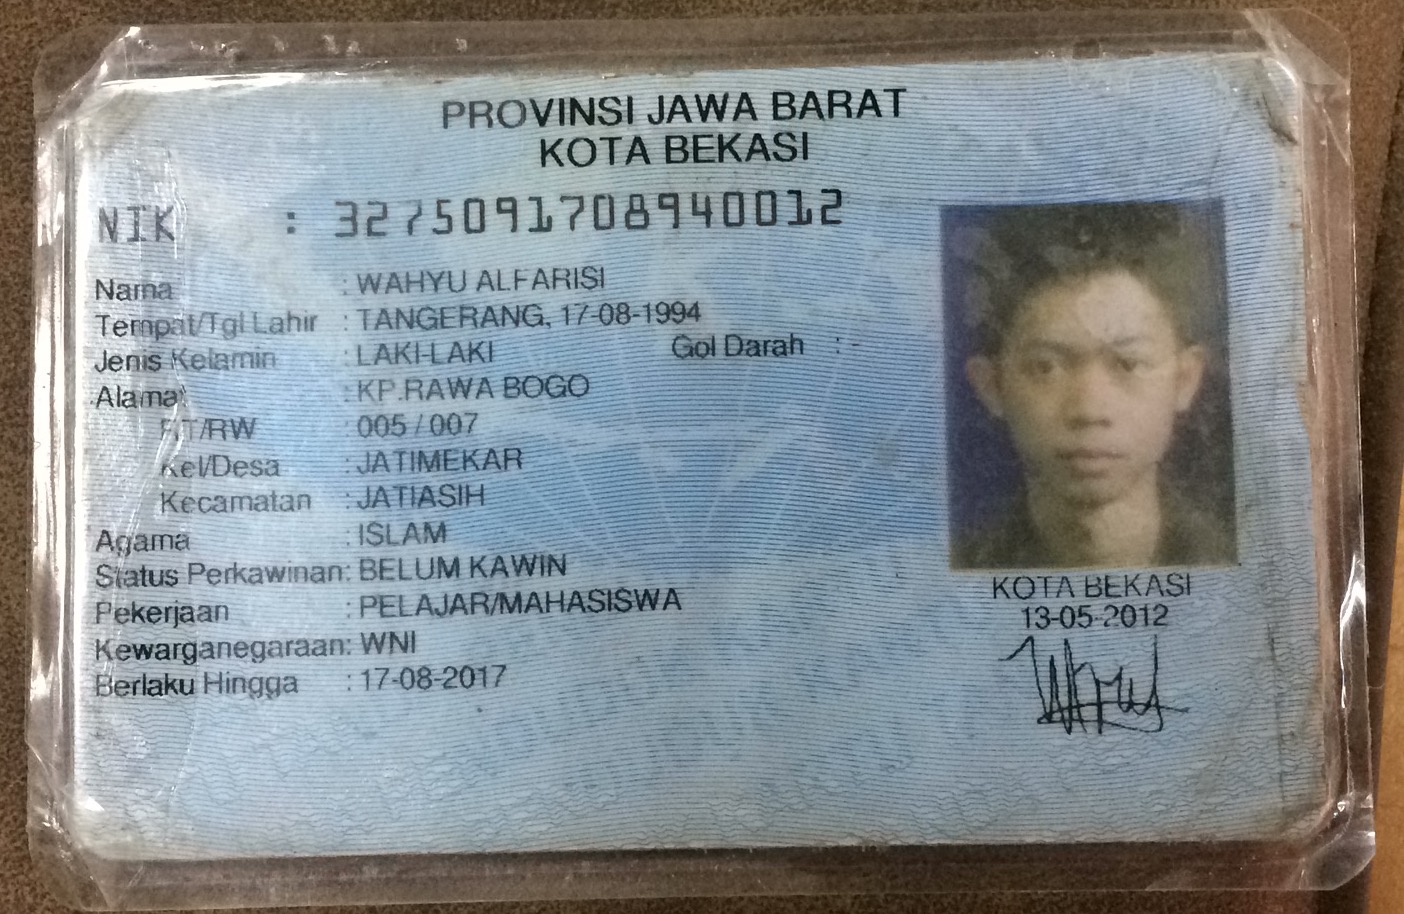 PROVINSI JAWA BARAT
KOTA BEKASI
NIK : 3275091708940012
Nama : WAHYU ALFARISI
Tempat/Tgl Lahir : TANGERANG, 17-08-1994
Jenis Kelamin : LAKI-LAKI Gol Darah : -
Alamat : KP.RAWA BOGO
RT/RW : 005 / 007
Kel/Desa : JATIMEKAR
Kecamatan : JATIASIH
Agama : ISLAM
Status Perkawinan: BELUM KAWIN
Pekerjaan : PELAJAR/MAHASISWA
Kewarganegaraan: WNI
Berlaku Hingga : 17-08-2017
KOTA BEKASI
13-05-2012